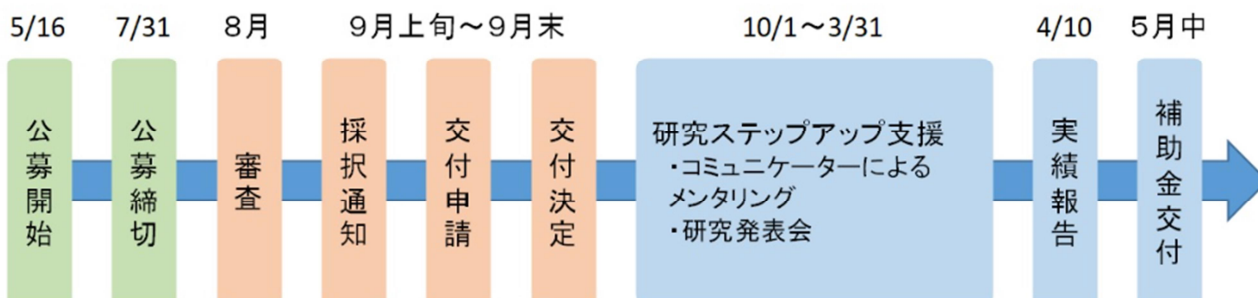 5/16
7/31
８月
９月上旬～９月末
10/1～3/31
4/10
５月中
公募開始
公募締切
審査
採択通知
交付申請
交付決定
研究ステップアップ支援
・コミュニケーターによる
メンタリング
・研究発表会
実績報告
補助金交付